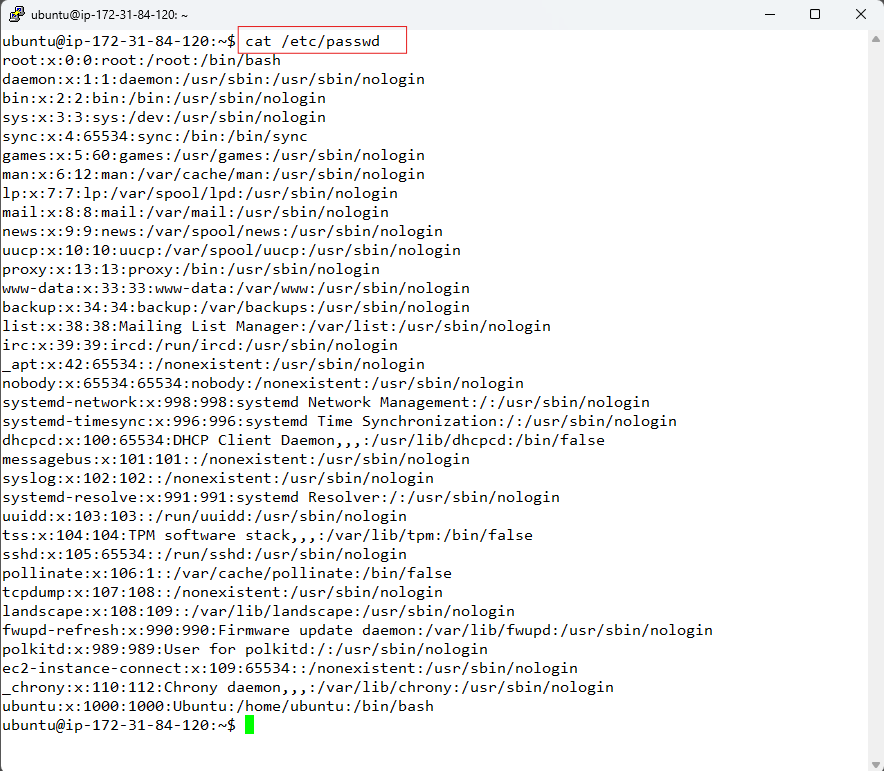 ubuntu@ip-172-31-84-120: ~
ubuntu@ip-172-31-84-120:~$ cat /etc/passwd
root:x:0:0:root:/root:/bin/bash
daemon:x:1:1:daemon:/usr/sbin:/usr/sbin/nologin
bin:x:2:2:bin:/bin:/usr/sbin/nologin
sys:x:3:3:sys:/dev:/usr/sbin/nologin
sync:x:4:65534:sync:/bin:/bin/sync
games:x:5:60:games:/usr/games:/usr/sbin/nologin
man:x:6:12:man:/var/cache/man:/usr/sbin/nologin
lp:x:7:7:lp:/var/spool/lpd:/usr/sbin/nologin
mail:x:8:8:mail:/var/mail:/usr/sbin/nologin
news:x:9:9:news:/var/spool/news:/usr/sbin/nologin
uucp:x:10:10:uucp:/var/spool/uucp:/usr/sbin/nologin
proxy:x:13:13:proxy:/bin:/usr/sbin/nologin
www-data:x:33:33:www-data:/var/www:/usr/sbin/nologin
backup:x:34:34:backup:/var/backups:/usr/sbin/nologin
list:x:38:38:Mailing List Manager:/var/list:/usr/sbin/nologin
irc:x:39:39:ircd:/run/ircd:/usr/sbin/nologin
_apt:x:42:65534::/nonexistent:/usr/sbin/nologin
nobody:x:65534:65534:nobody:/nonexistent:/usr/sbin/nologin
systemd-network:x:998:998:systemd Network Management:/:/usr/sbin/nologin
systemd-timesync:x:996:996:systemd Time Synchronization:/:/usr/sbin/nologin
dhcpcd:x:100:65534:DHCP Client Daemon,,,:/usr/lib/dhcpcd:/bin/false
messagebus:x:101:101::/nonexistent:/usr/sbin/nologin
syslog:x:102:102::/nonexistent:/usr/sbin/nologin
systemd-resolve:x:991:991:systemd Resolver:/:/usr/sbin/nologin
uuidd:x:103:103::/run/uuidd:/usr/sbin/nologin
tss:x:104:104:TPM software stack,,,:/var/lib/tpm:/bin/false
sshd:x:105:65534::/run/sshd:/usr/sbin/nologin
pollinate:x:106:1::/var/cache/pollinate:/bin/false
tcpdump:x:107:108::/nonexistent:/usr/sbin/nologin
landscape:x:108:109::/var/lib/landscape:/usr/sbin/nologin
fwupd-refresh:x:990:990:Firmware update daemon:/var/lib/fwupd:/usr/sbin/nologin
polkitd:x:989:989:User for polkitd:/:/usr/sbin/nologin
ec2-instance-connect:x:109:65534::/nonexistent:/usr/sbin/nologin
_chrony:x:110:112:Chrony daemon,,,:/var/lib/chrony:/usr/sbin/nologin
ubuntu:x:1000:1000:Ubuntu:/home/ubuntu:/bin/bash
ubuntu@ip-172-31-84-120:~$